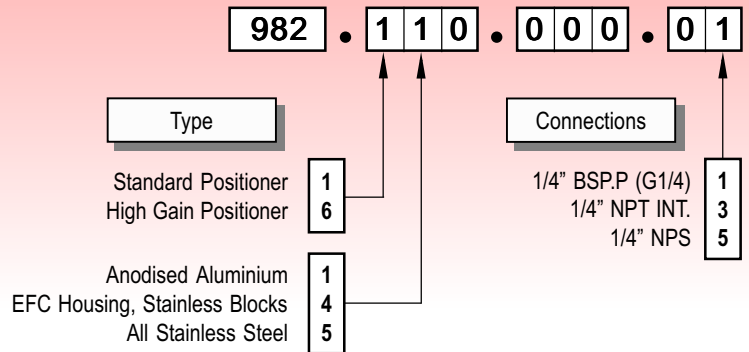 982 . 1 1 0 . 0 0 0 . 0 1
Type
Standard Positioner 1
High Gain Positioner 6
Anodised Aluminium 1
EFC Housing, Stainless Blocks 4
All Stainless Steel 5
Connections
1/4” BSP.P (G1/4) 1
1/4” NPT INT. 3
1/4” NPS 5